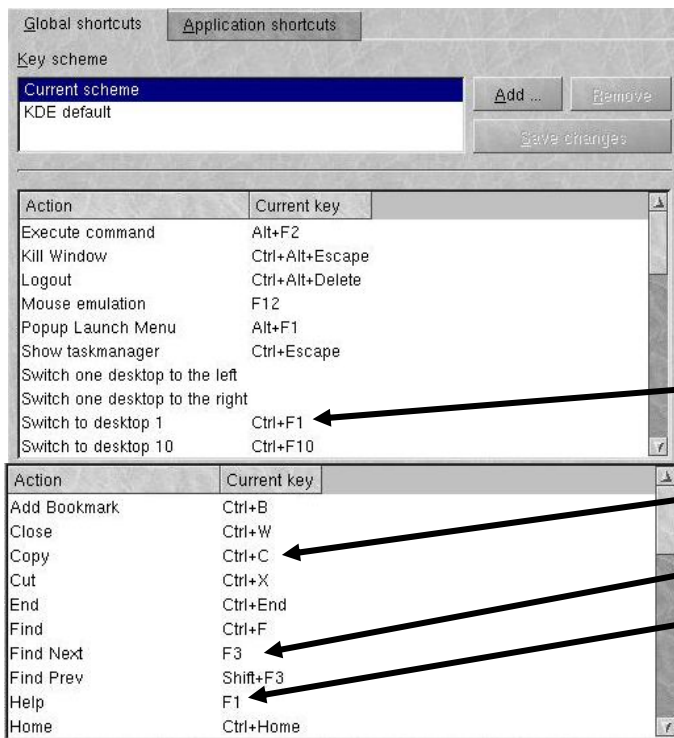 Global shortcuts Application shortcuts
Key scheme
Current scheme
KDE default
Add ... Remove
Save changes
Action Current key
Execute command Alt+F2
Kill Window Ctrl+Alt+Escape
Logout Ctrl+Alt+Delete
Mouse emulation F12
Popup Launch Menu Alt+F1
Show taskmanager Ctrl+Escape
Switch one desktop to the left
Switch one desktop to the right
Switch to desktop 1 Ctrl+F1
Switch to desktop 10 Ctrl+F10
Action Current key
Add Bookmark Ctrl+B
Close Ctrl+W
Copy Ctrl+C
Cut Ctrl+X
End Ctrl+End
Find Ctrl+F
Find Next F3
Find Prev Shift+F3
Help F1
Home Ctrl+Home